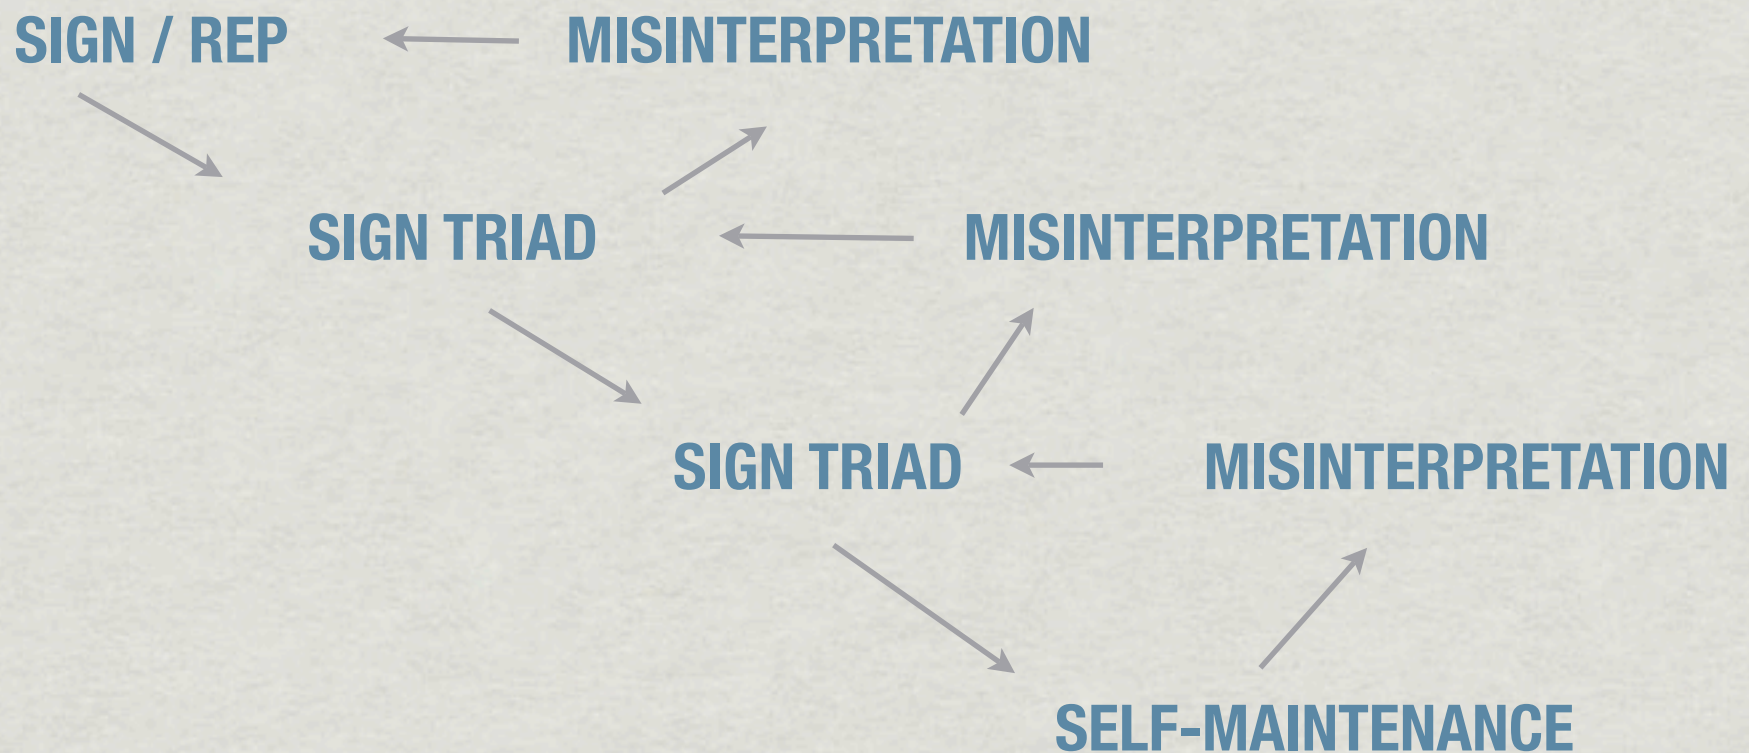 SIGN / REP MISINTERPRETATION
SIGN TRIAD MISINTERPRETATION
SIGN TRIAD MISINTERPRETATION
SELF-MAINTENANCE